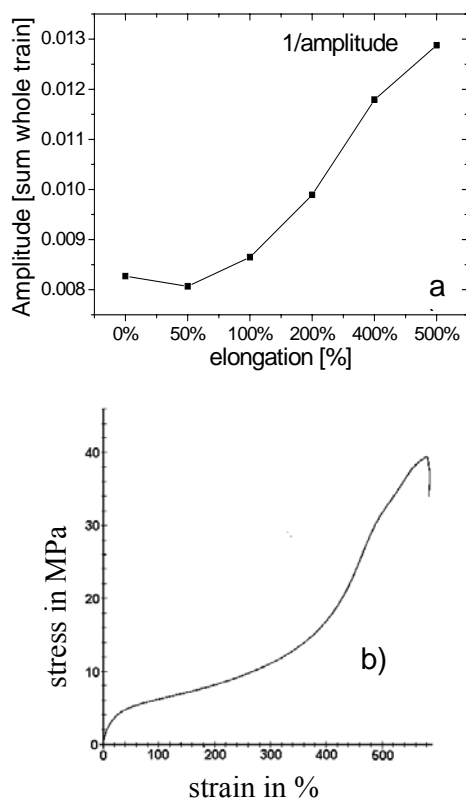 0.013
1/amplitude
0.012
0.011
0.010
0.009
0.008
Amplitude [sum whole train]
a
0% 50% 100% 200% 400% 500%
elongation [%]
40
30
20
10
0
stress in MPa
b)
0 100 200 300 400 500 600
strain in %